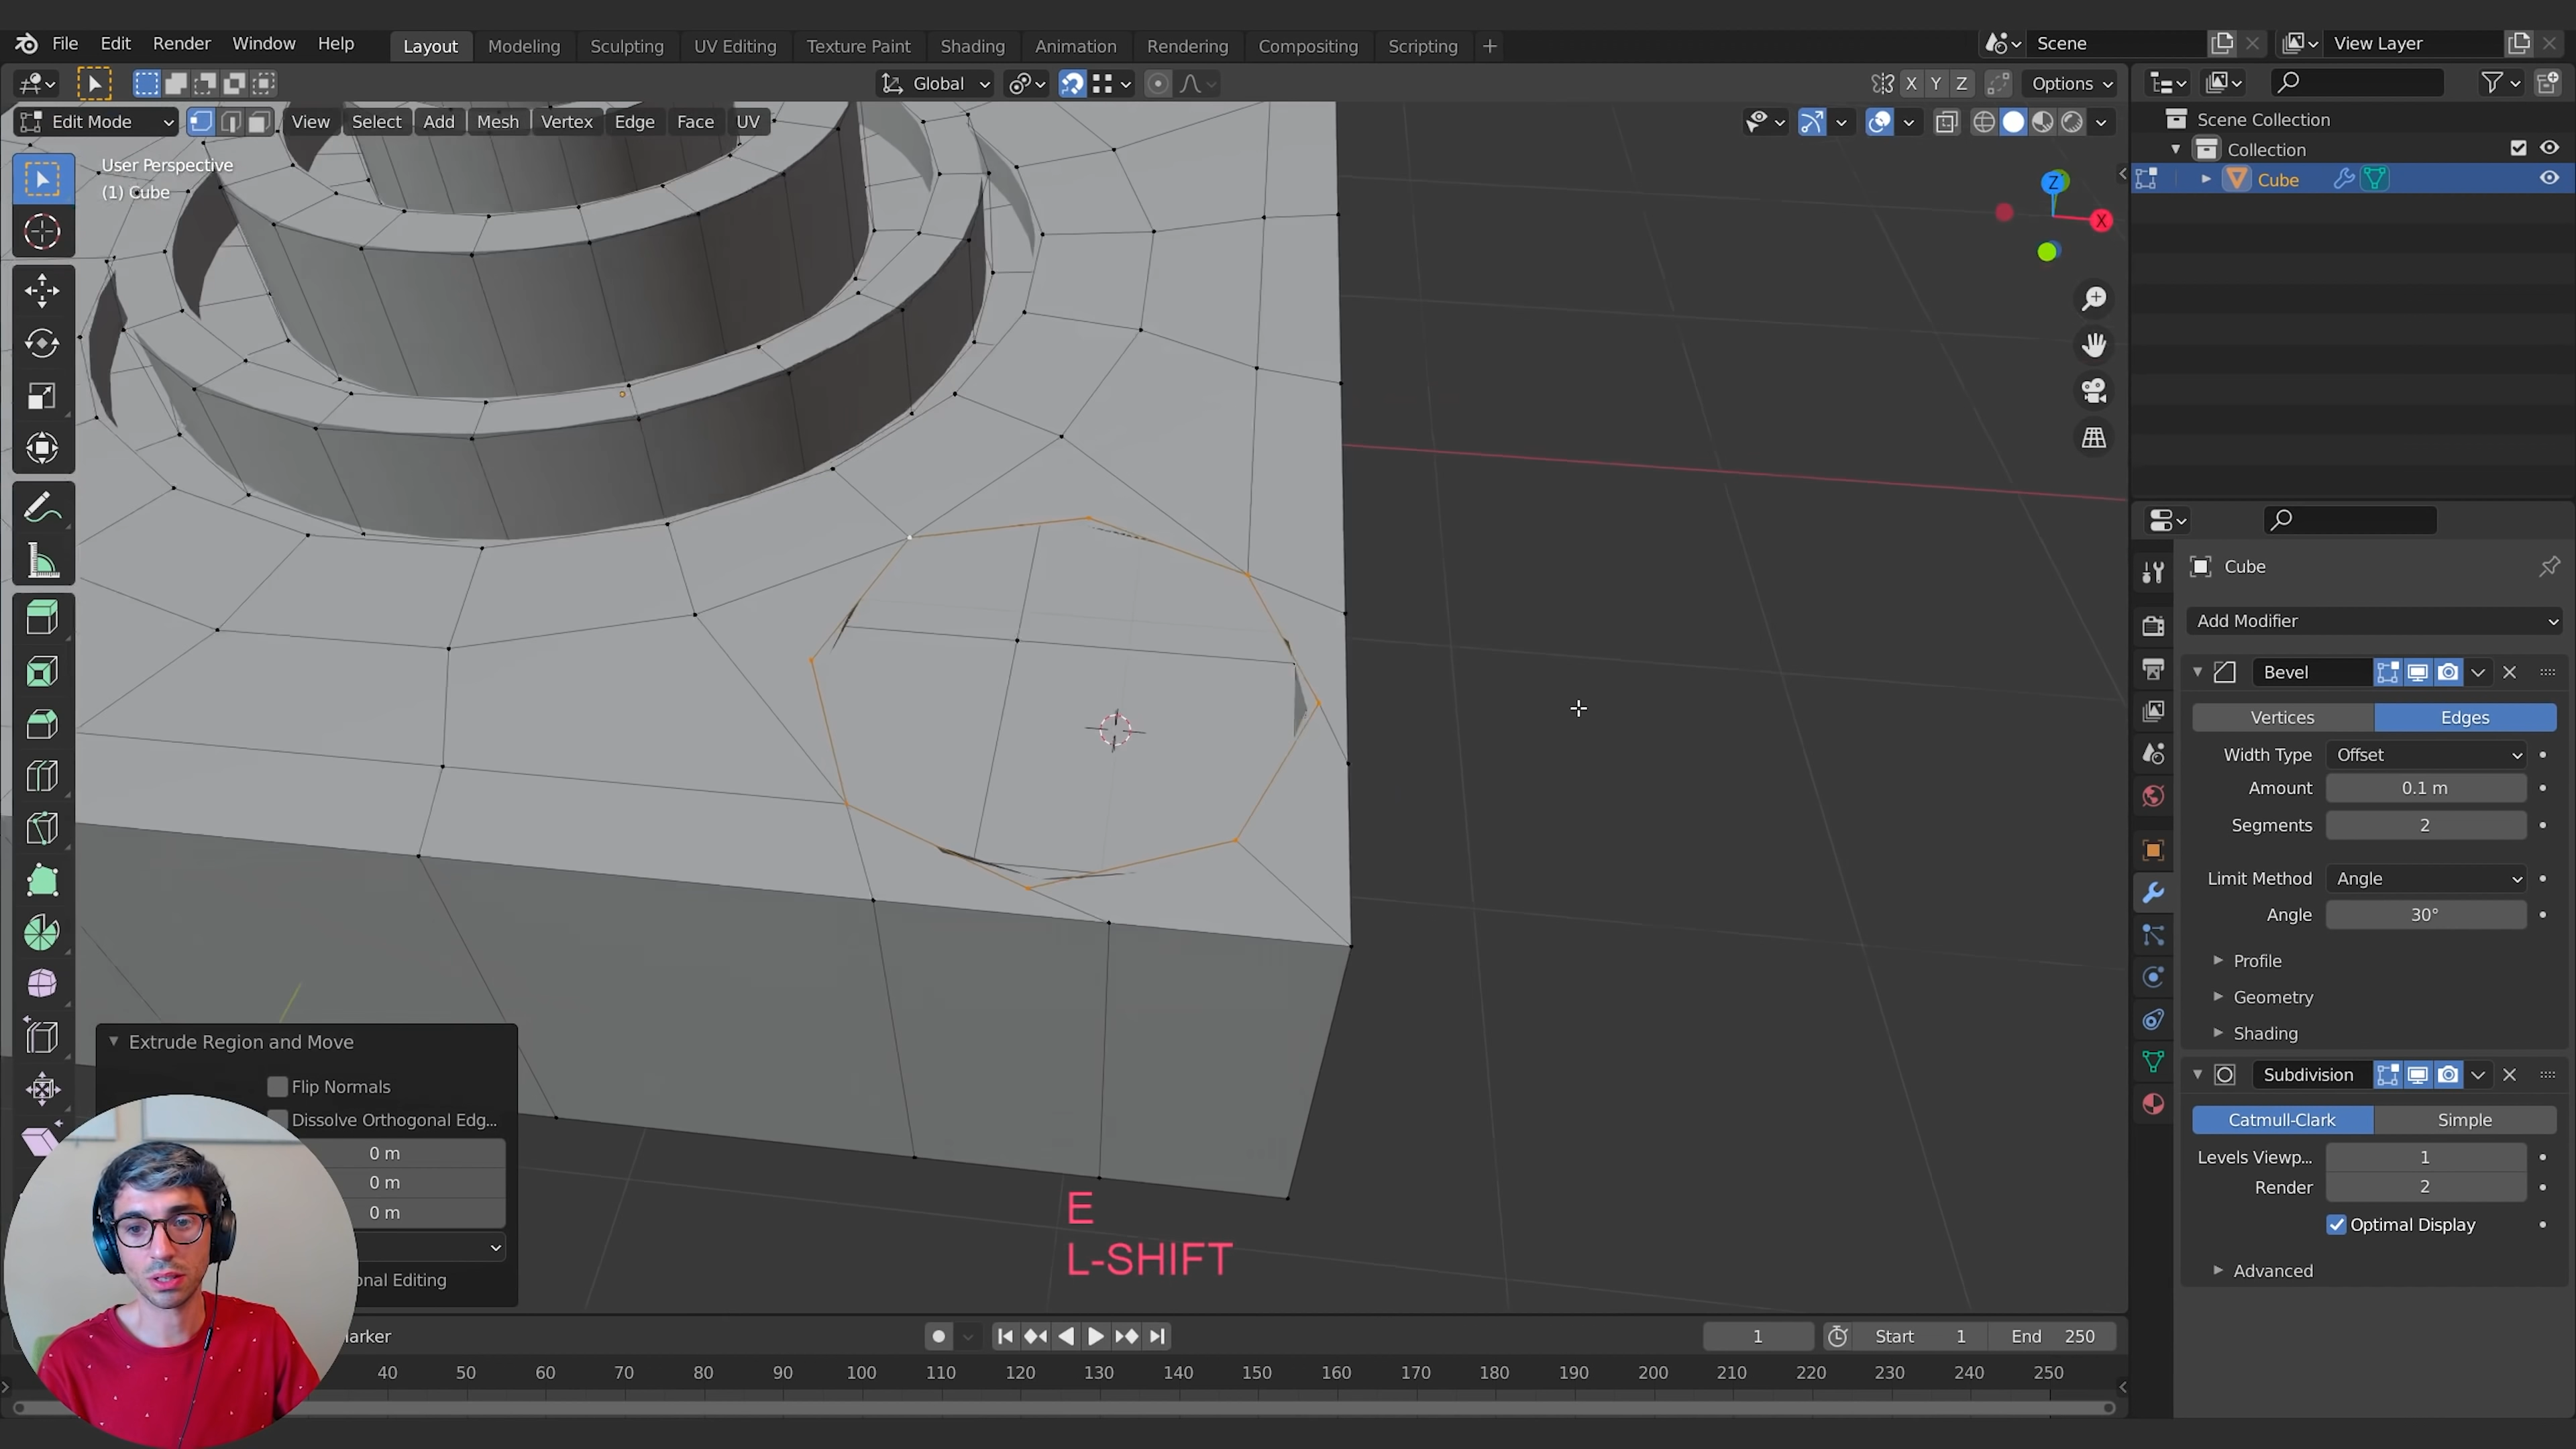 File Edit Render Window Help Layout Modeling Sculpting UV Editing Texture Paint Shading Animation Rendering Compositing Scripting + Scene View Layer
Global X Y Z Options
Edit Mode View Select Add Mesh Vertex Edge Face UV
User Perspective
(1) Cube
Z
X
Scene Collection
Collection
Cube
Cube
Add Modifier
Bevel
Vertices Edges
Width Type Offset
Amount 0.1 m
Segments 2
Limit Method Angle
Angle 30°
Profile
Geometry
Shading
Subdivision
Catmull-Clark Simple
Levels Viewp... 1
Render 2
Optimal Display
Advanced
Extrude Region and Move
Flip Normals
Dissolve Orthogonal Edg...
0 m
0 m
0 m
onal Editing
E
L-SHIFT
arker 1 Start 1 End 250
40 50 60 70 80 90 100 110 120 130 140 150 160 170 180 190 200 210 220 230 240 250